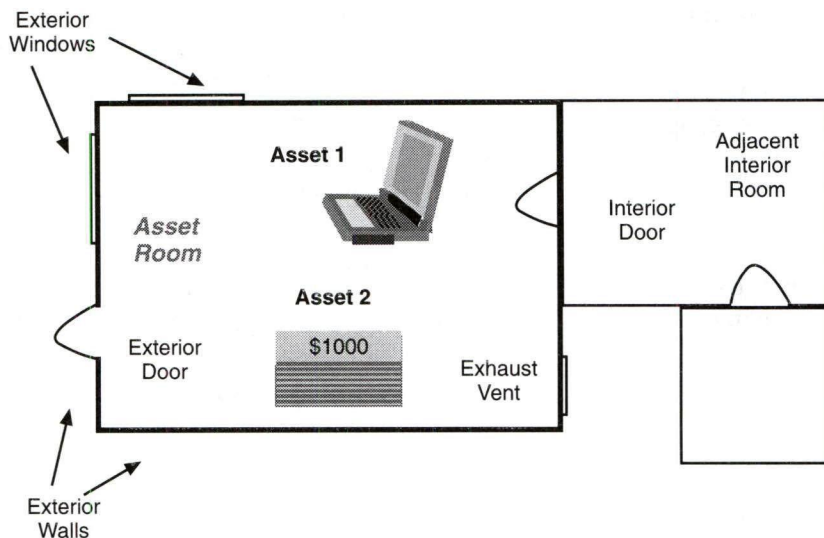 Exterior
Windows
Asset 1
Adjacent
Interior
Room
Interior
Door
Asset
Room
Asset 2
$1000
Exterior
Door
Exhaust
Vent
Exterior
Walls